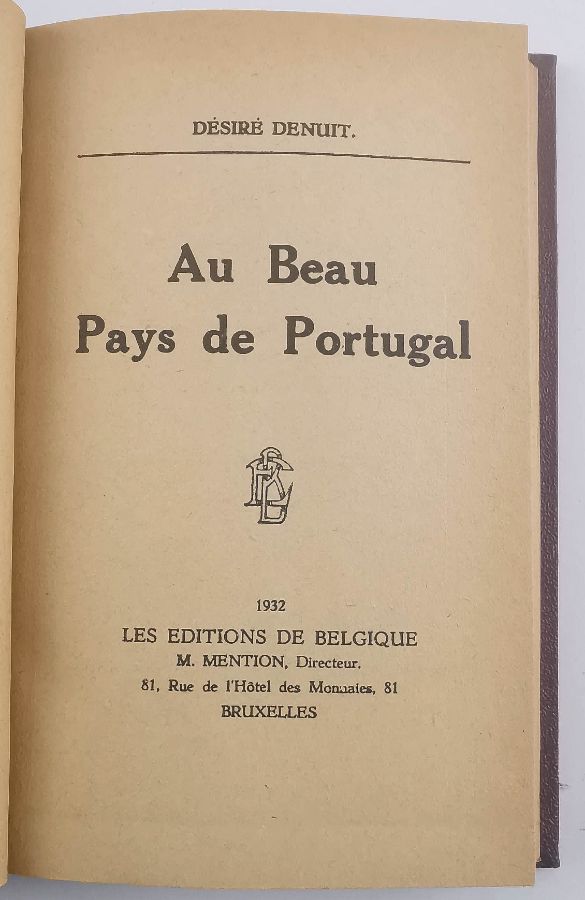 DÉSIRÉ DENUIT.
Au Beau
Pays de Portugal
1932
LES EDITIONS DE BELGIQUE
M. MENTION, Directeur.
81, Rue de l'Hôtel des Monnaies, 81
BRUXELLES